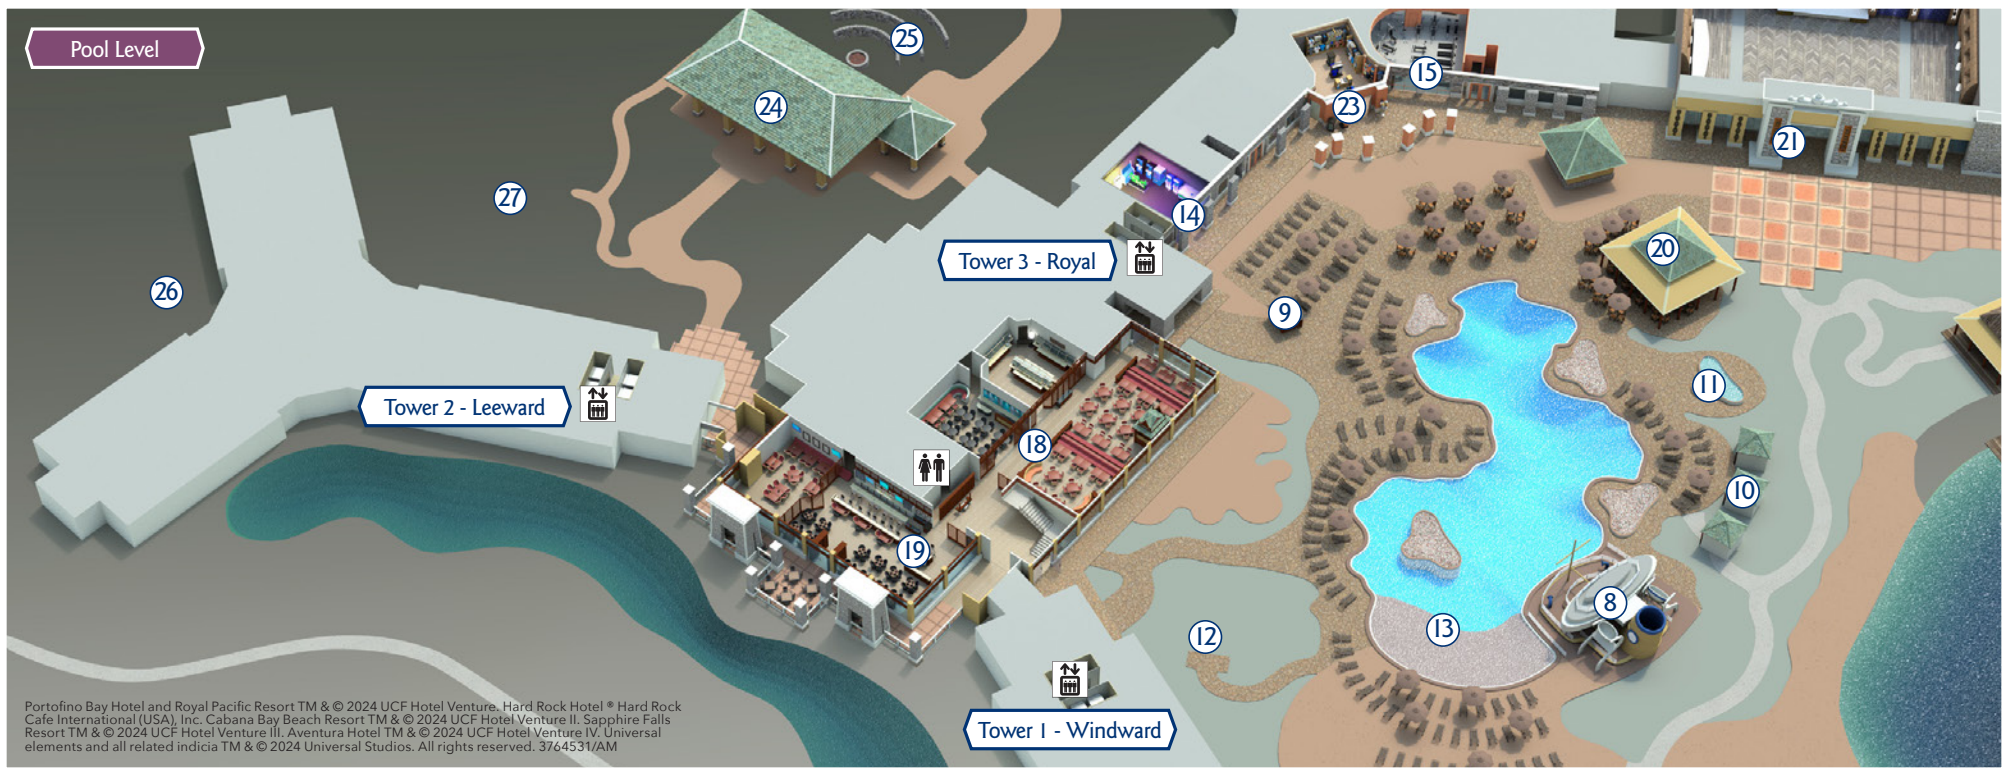 Pool Level
25
15
24
23
21
27
14
20
Tower 3 - Royal
26
9
11
Tower 2 - Leeward
18
10
19
8
13
12
Tower 1 - Windward
Portofino Bay Hotel and Royal Pacific Resort TM & © 2024 UCF Hotel Venture. Hard Rock Hotel ® Hard Rock
Cafe International (USA), Inc. Cabana Bay Beach Resort TM & © 2024 UCF Hotel Venture II. Sapphire Falls
Resort TM & © 2024 UCF Hotel Venture III. Aventura Hotel TM & © 2024 UCF Hotel Venture IV. Universal
elements and all related indicia TM & © 2024 Universal Studios. All rights reserved. 3764531/AM